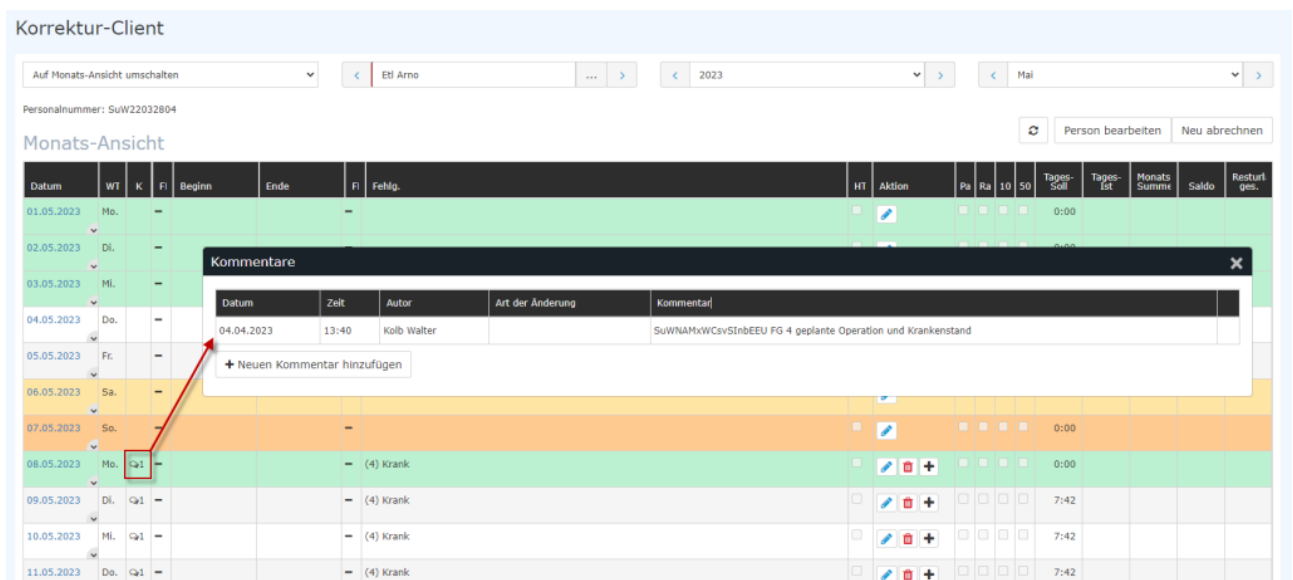 Korrektur-Client
Auf Monats-Ansicht umschalten Etl Arno ... 2023 Mai
Personalnummer: SuW22032804
Monats-Ansicht Person bearbeiten Neu abrechnen
Datum WT K Fl Beginn Ende Fl Fehlg. HT Aktion Pa Ra 10 50 Tages-Soll Tages-Ist Monats Summe Saldo Resturl. ges.
01.05.2023 Mo. – – 0:00
02.05.2023 Di. –
Kommentare
03.05.2023 Mi. –
Datum Zeit Autor Art der Änderung Kommentar
04.05.2023 Do. –
04.04.2023 13:40 Kolb Walter SuWNAMxWCsvSInbEEU FG 4 geplante Operation und Krankenstand
05.05.2023 Fr. –
+ Neuen Kommentar hinzufügen
06.05.2023 Sa. –
07.05.2023 So. – – 0:00
08.05.2023 Mo. 1 – – (4) Krank 0:00
09.05.2023 Di. 1 – – (4) Krank 7:42
10.05.2023 Mi. 1 – – (4) Krank 7:42
11.05.2023 Do. 1 – – (4) Krank 7:42